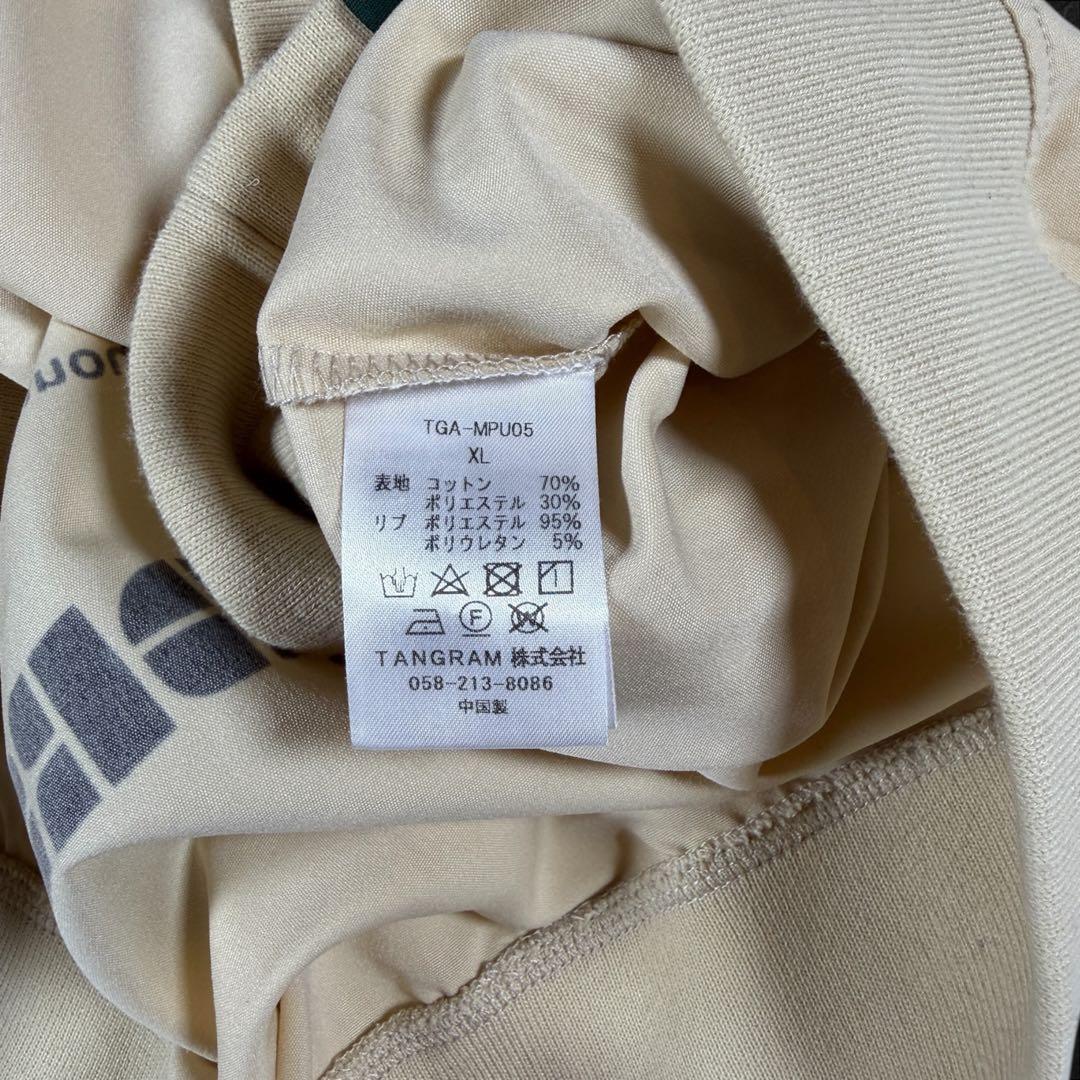 TGA-MPU05
XL
表地 コットン 70%
ポリエステル 30%
リブ ポリエステル 95%
ポリウレタン 5%
F
W
TANGRAM 株式会社
058-213-8086
中国製